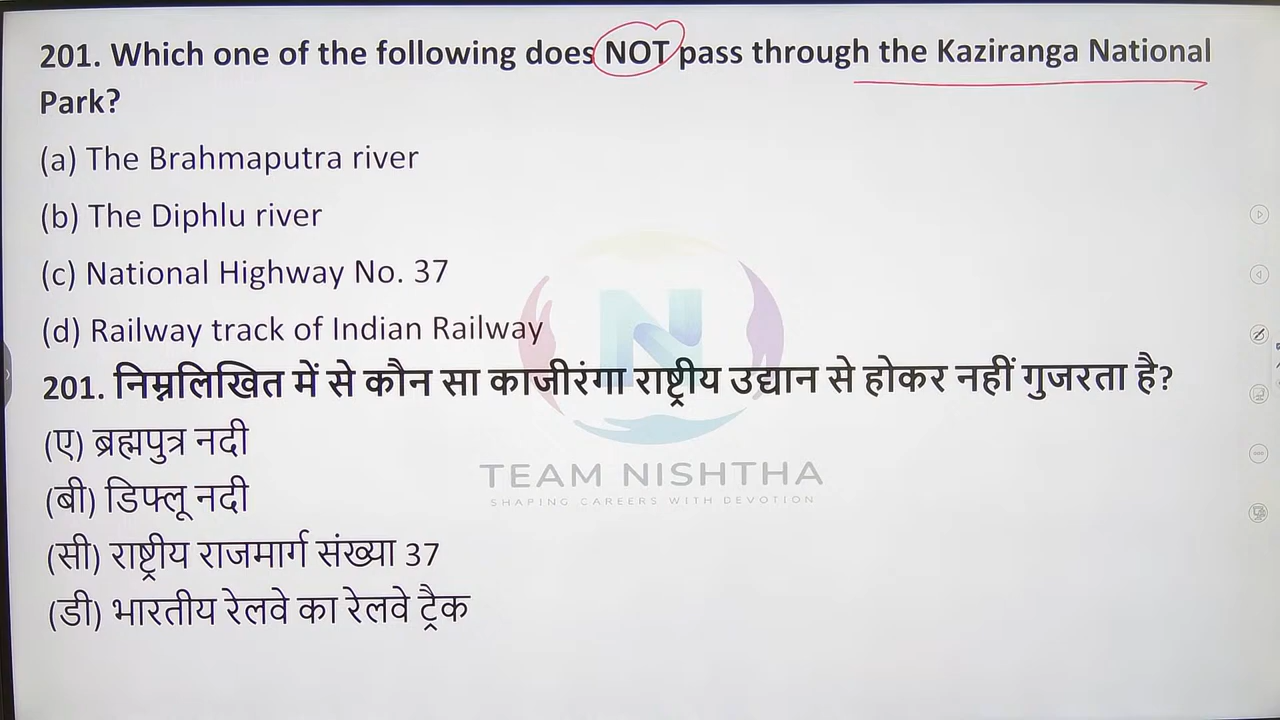 201. Which one of the following does NOT pass through the Kaziranga National
Park?
(a) The Brahmaputra river
(b) The Diphlu river
(c) National Highway No. 37
(d) Railway track of Indian Railway
201. निम्नलिखित में से कौन सा काजीरंगा राष्ट्रीय उद्यान से होकर नहीं गुजरता है?
(ए) ब्रह्मपुत्र नदी
(बी) डिफ्लू नदी
(सी) राष्ट्रीय राजमार्ग संख्या 37
(डी) भारतीय रेलवे का रेलवे ट्रैक
N
TEAM NISHTHA
SHAPING CAREERS WITH DEVOTION